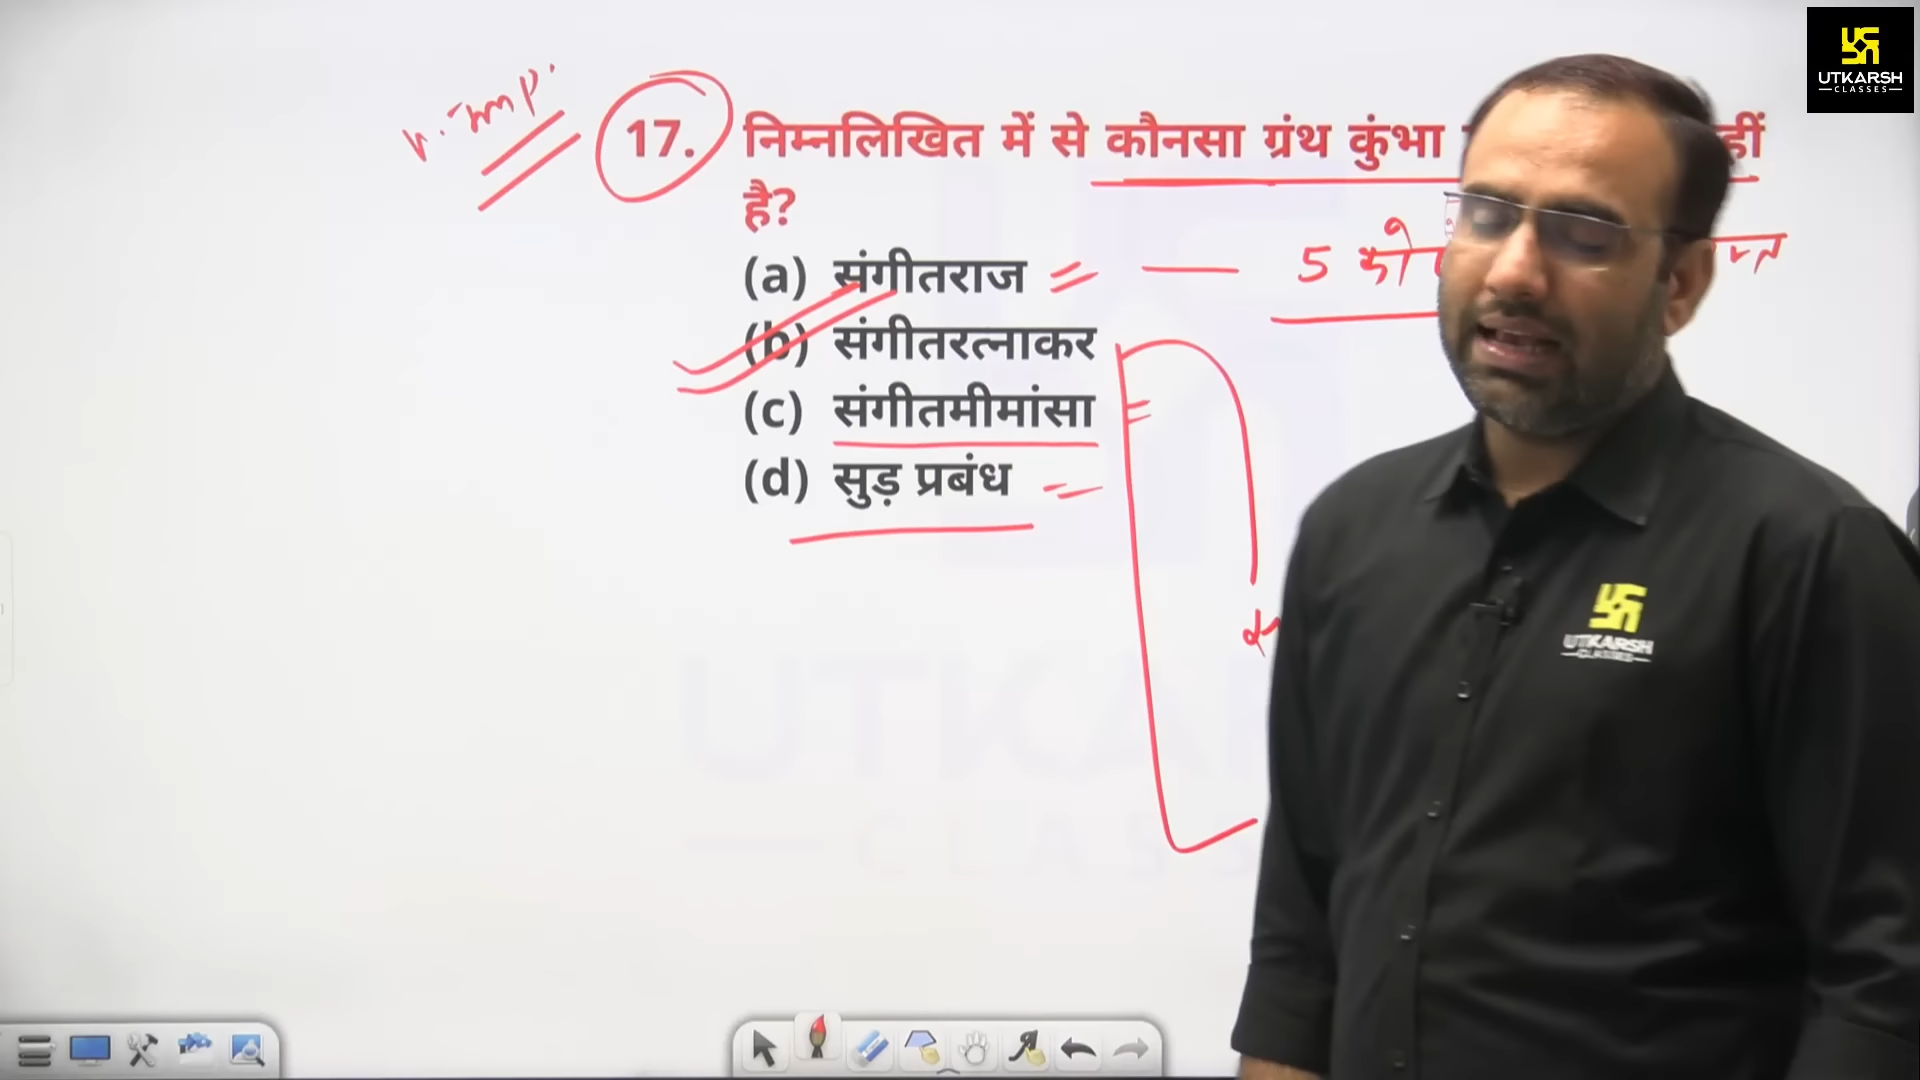 UTKARSH
CLASSES
v. Imp.
17. निम्नलिखित में से कौनसा ग्रंथ कुंभा
है?
(a) संगीतराज = — 5 को
(b) संगीतरत्नाकर
(c) संगीतमीमांसा
(d) सुड़ प्रबंध
UTKARSH
CLASSES